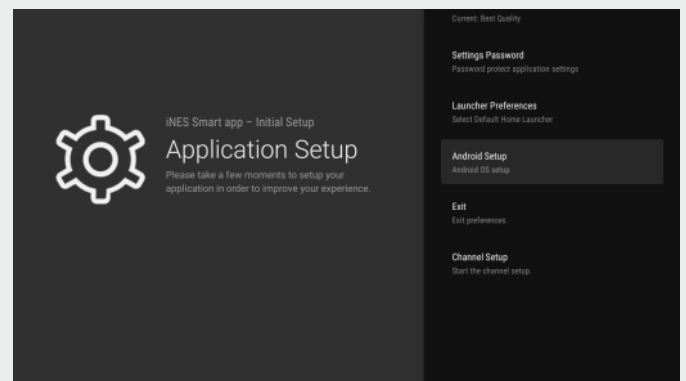 iNES Smart app – Initial Setup
Application Setup
Please take a few moments to setup your
application in order to improve your experience.
Current: Best Quality
Settings Password
Password protect application settings
Launcher Preferences
Select Default Home Launcher
Android Setup
Android OS setup
Exit
Exit preferences.
Channel Setup
Start the channel setup.